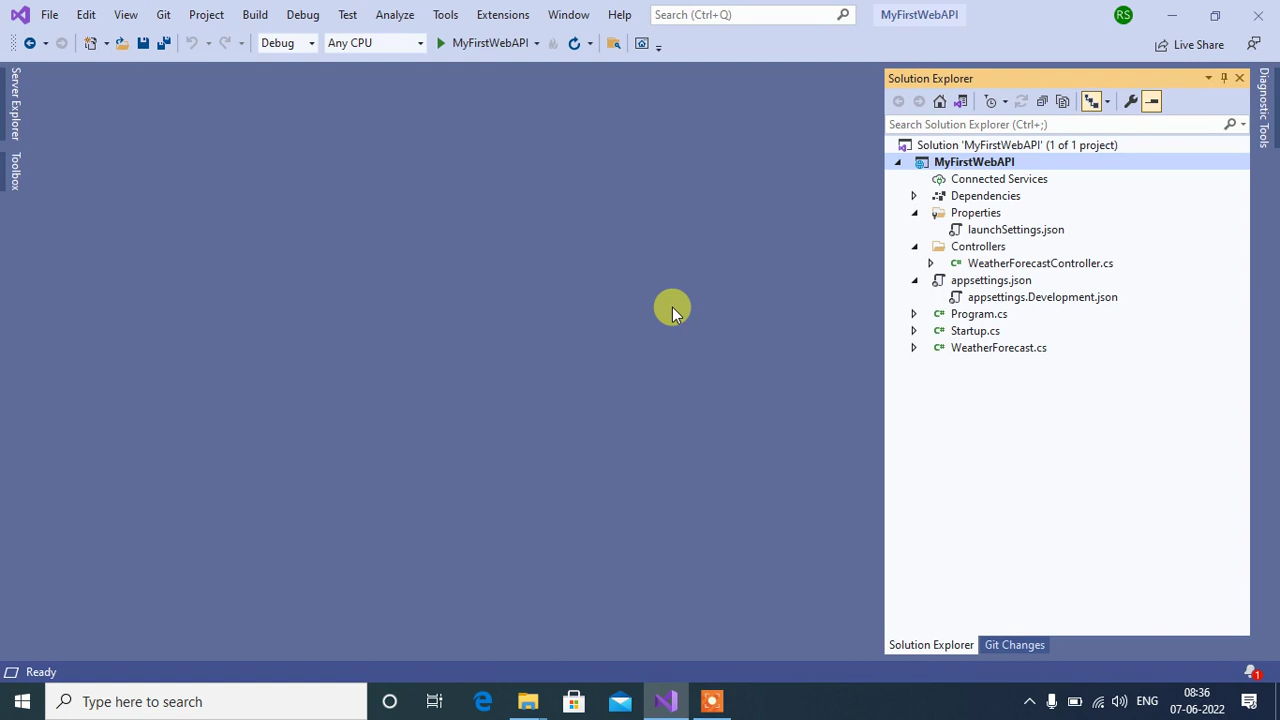 File Edit View Git Project Build Debug Test Analyze Tools Extensions Window Help Search (Ctrl+Q) MyFirstWebAPI RS
Debug Any CPU MyFirstWebAPI Live Share
Server Explorer
Toolbox
Solution Explorer
Search Solution Explorer (Ctrl+;)
Solution 'MyFirstWebAPI' (1 of 1 project)
MyFirstWebAPI
Connected Services
Dependencies
Properties
launchSettings.json
Controllers
C# WeatherForecastController.cs
appsettings.json
appsettings.Development.json
C# Program.cs
C# Startup.cs
C# WeatherForecast.cs
Diagnostic Tools
Solution Explorer Git Changes
Ready 1
Type here to search ENG 08:36
07-06-2022